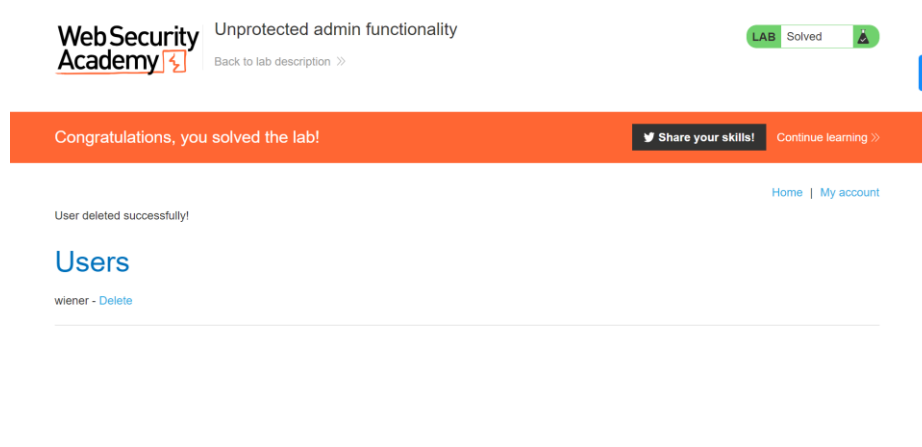 Web Security
Academy
Unprotected admin functionality
Back to lab description >>
LAB Solved
Congratulations, you solved the lab!
Share your skills!
Continue learning >>
Home | My account
User deleted successfully!
Users
wiener - Delete